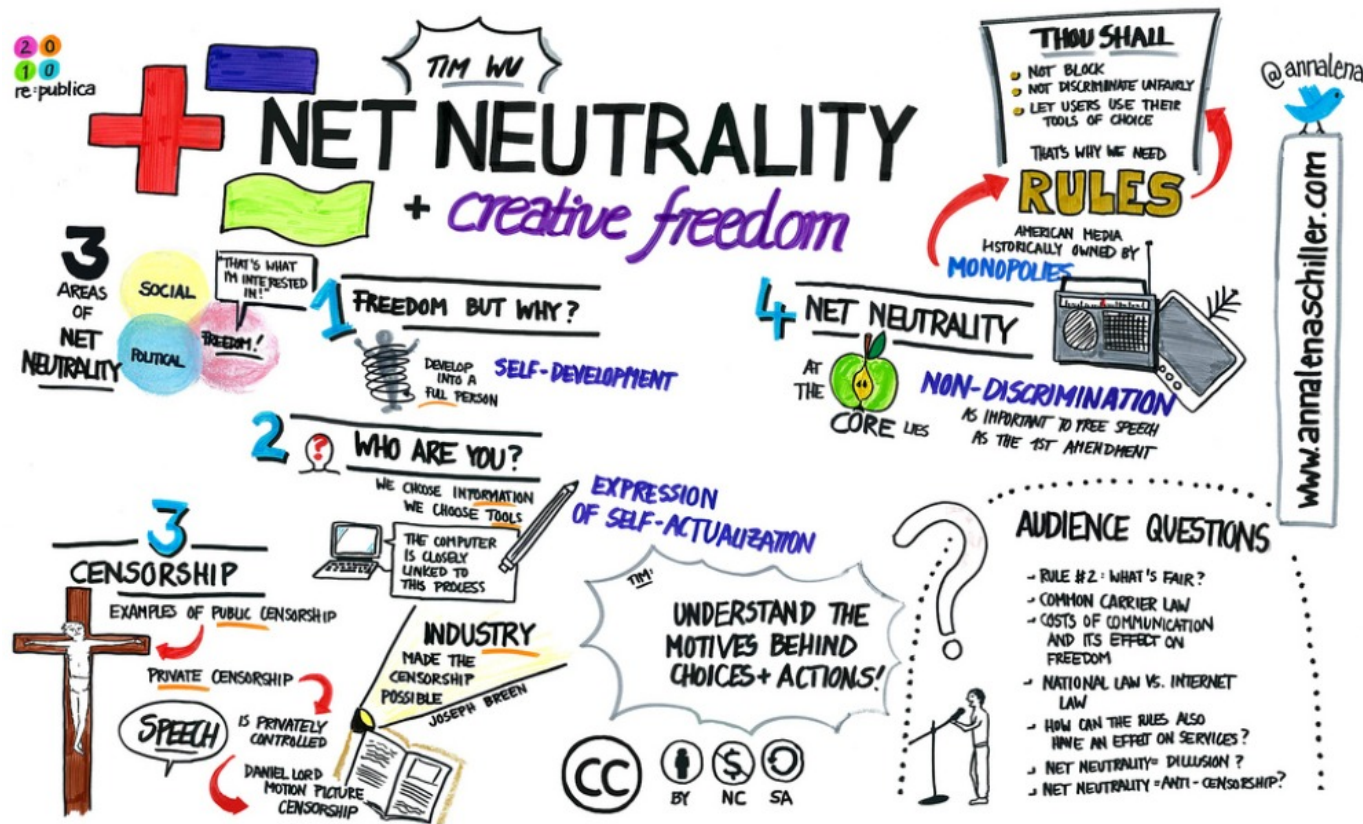 20
10
re:publica
TIM WU
NET NEUTRALITY
+ creative freedom
3
AREAS
OF
NET
NEUTRALITY
SOCIAL
POLITICAL
FREEDOM!
"THAT'S WHAT
I'M INTERESTED
IN!"
1 FREEDOM BUT WHY?
DEVELOP
INTO A
FULL PERSON
SELF-DEVELOPMENT
2 ? WHO ARE YOU?
WE CHOOSE INFORMATION
WE CHOOSE TOOLS
THE COMPUTER
IS CLOSELY
LINKED TO
THIS PROCESS
EXPRESSION
OF SELF-ACTUALIZATION
3
CENSORSHIP
EXAMPLES OF PUBLIC CENSORSHIP
PRIVATE CENSORSHIP
SPEECH
IS PRIVATELY
CONTROLLED
DANIEL LORD
MOTION PICTURE
CENSORSHIP
INDUSTRY
MADE THE
CENSORSHIP
POSSIBLE
JOSEPH BREEN
TIM:
UNDERSTAND THE
MOTIVES BEHIND
CHOICES + ACTIONS!
CC
BY NC SA
4 NET NEUTRALITY
AT
THE
CORE LIES
NON-DISCRIMINATION
AS IMPORTANT TO FREE SPEECH
AS THE 1ST AMENDMENT
THOU SHALL
NOT BLOCK
NOT DISCRIMINATE UNFAIRLY
LET USERS USE THEIR
TOOLS OF CHOICE
THAT'S WHY WE NEED
RULES
AMERICAN MEDIA
HISTORICALLY OWNED BY
MONOPOLIES
?
AUDIENCE QUESTIONS
- RULE #2: WHAT'S FAIR?
- COMMON CARRIER LAW
- COSTS OF COMMUNICATION
AND ITS EFFECT ON
FREEDOM
- NATIONAL LAW VS. INTERNET
LAW
- HOW CAN THE RULES ALSO
HAVE AN EFFECT ON SERVICES?
- NET NEUTRALITY = DILLUSION?
- NET NEUTRALITY = ANTI-CENSORSHIP?
@annalena
www.annalenaschiller.com